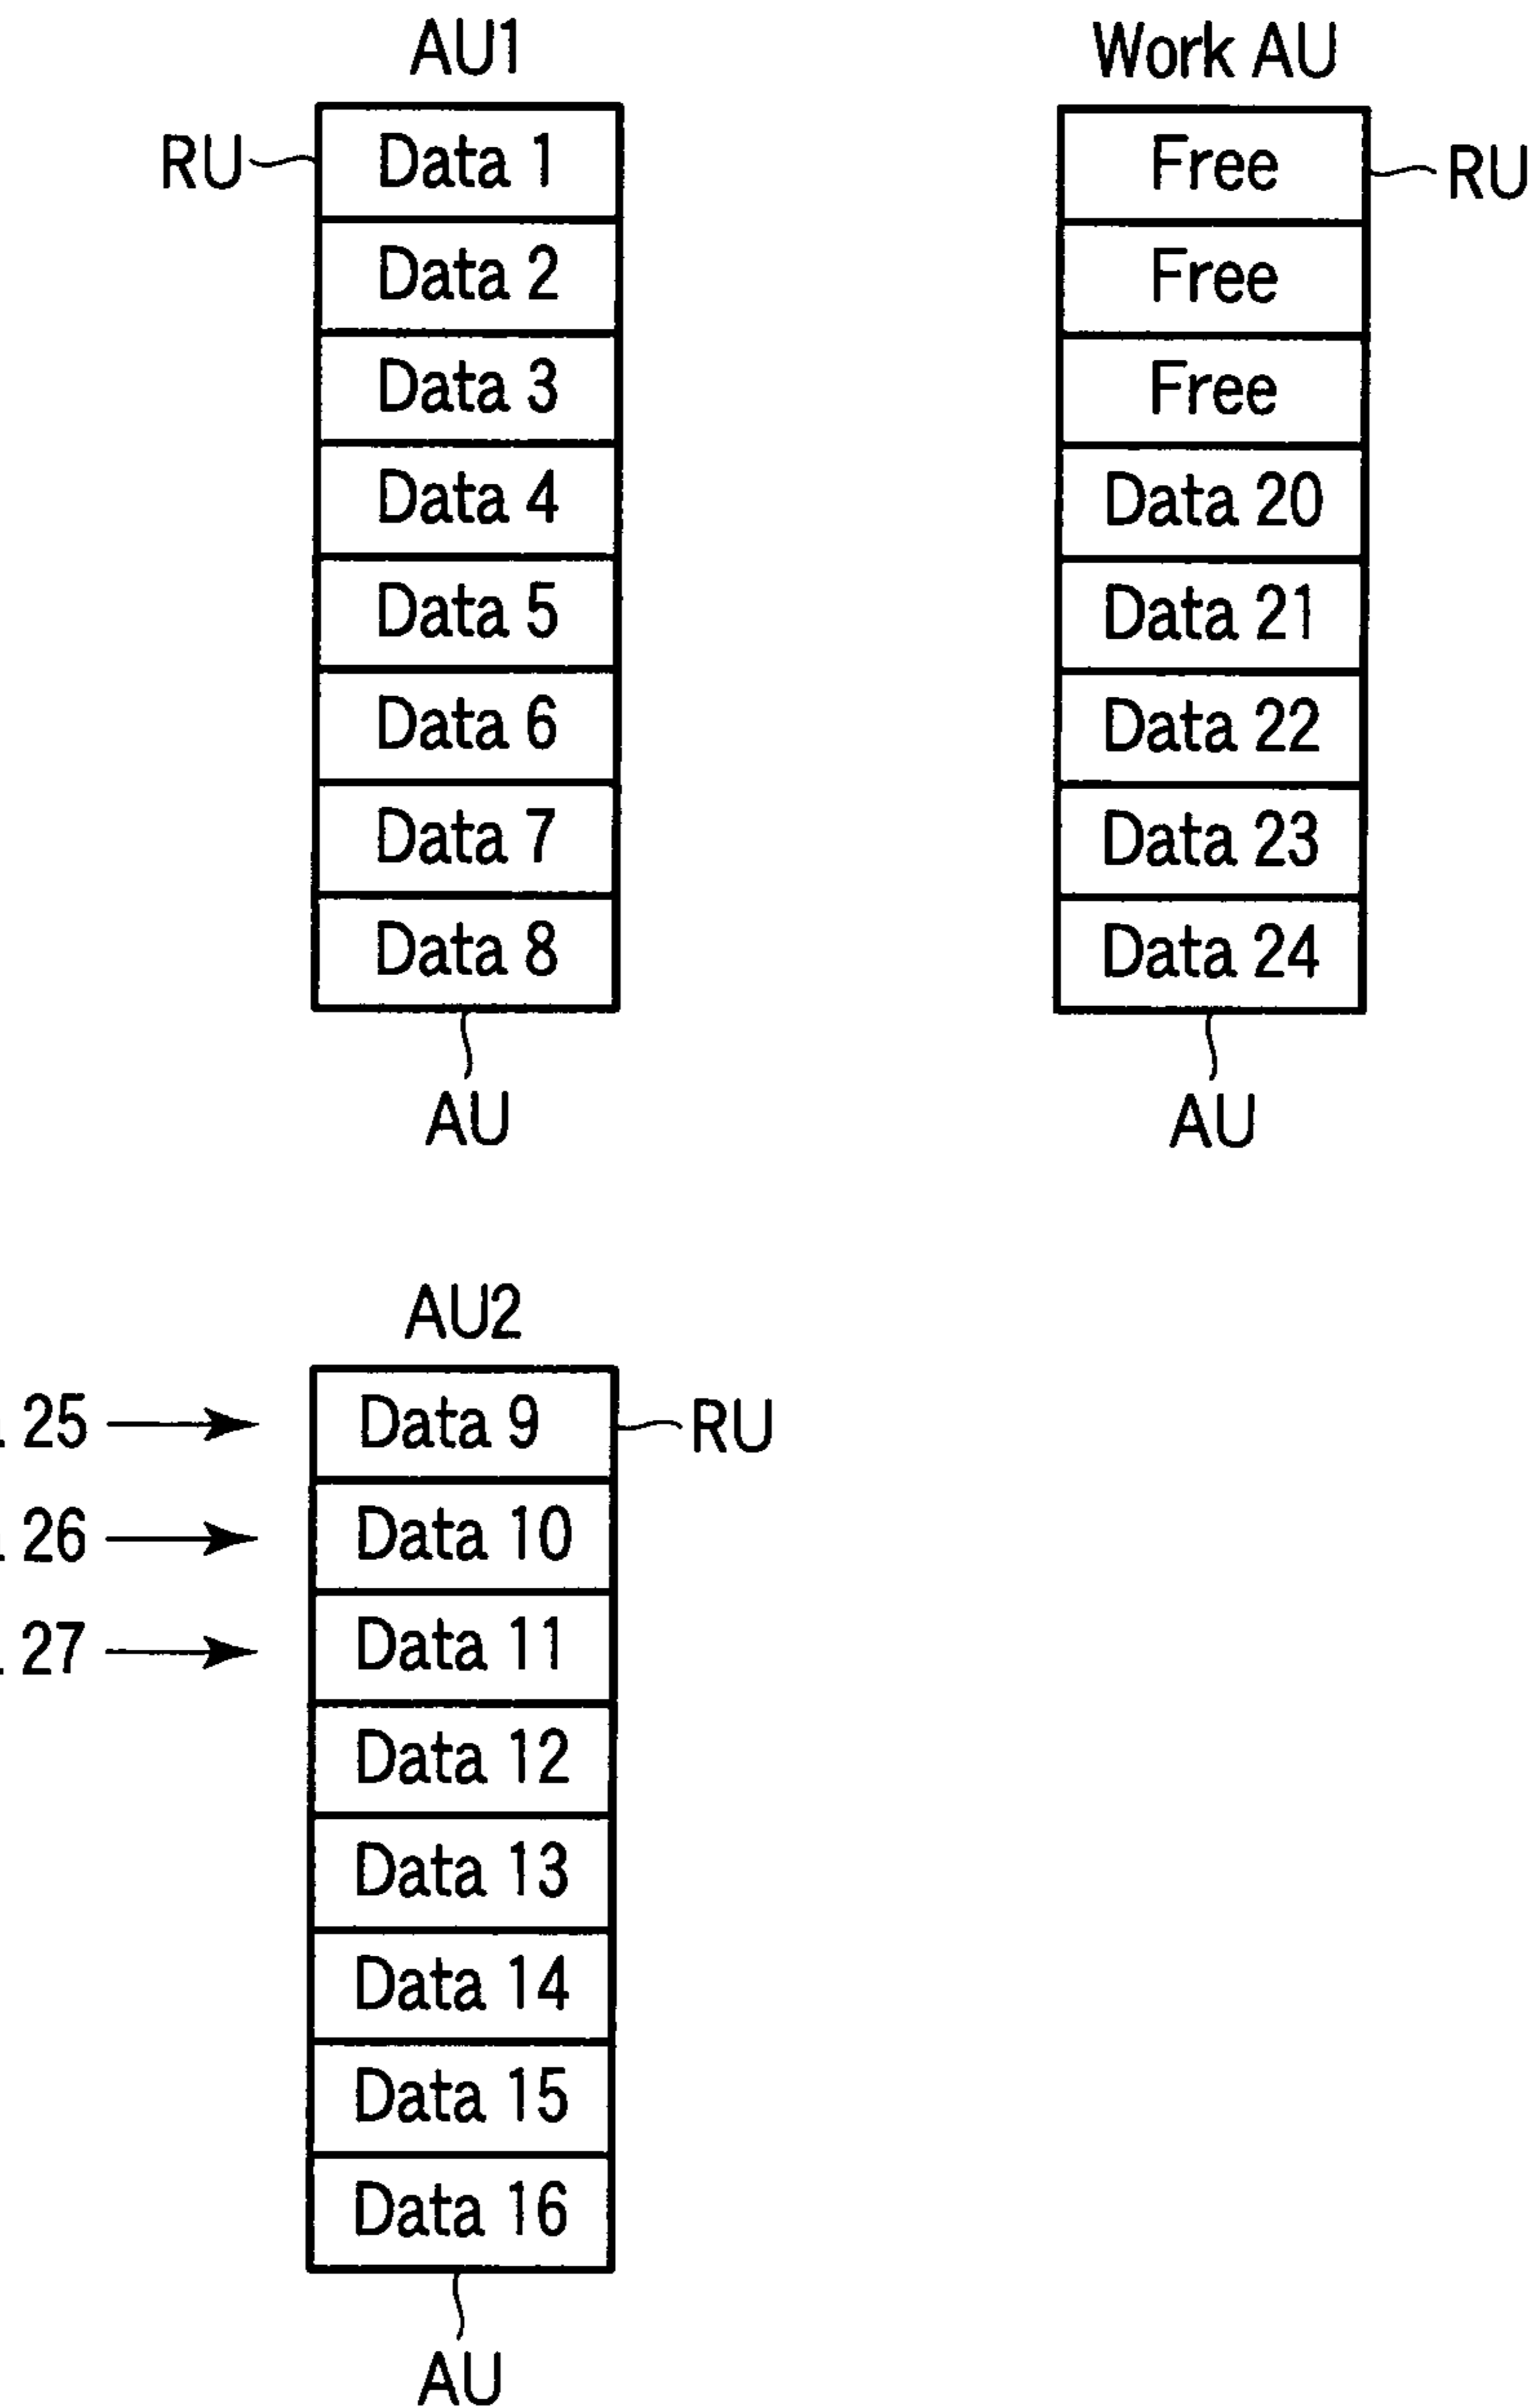 AU1
RU
Data 1
Data 2
Data 3
Data 4
Data 5
Data 6
Data 7
Data 8
AU
Work AU
Free
RU
Free
Free
Data 20
Data 21
Data 22
Data 23
Data 24
AU
AU2
25
Data 9
RU
26
Data 10
27
Data 11
Data 12
Data 13
Data 14
Data 15
Data 16
AU